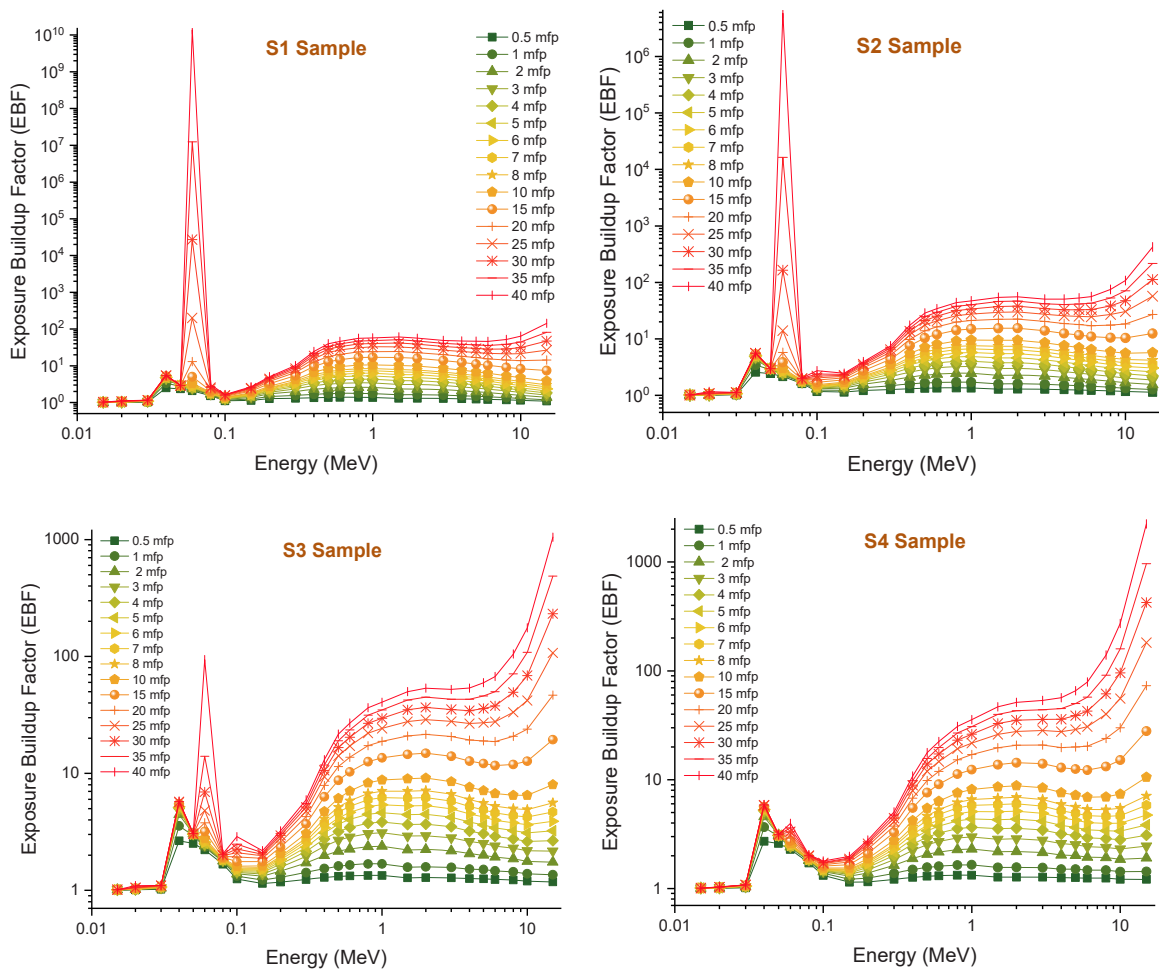 S1 Sample
Exposure Buildup Factor (EBF)
10^10
10^9
10^8
10^7
10^6
10^5
10^4
10^3
10^2
10^1
10^0
0.5 mfp
1 mfp
2 mfp
3 mfp
4 mfp
5 mfp
6 mfp
7 mfp
8 mfp
10 mfp
15 mfp
20 mfp
25 mfp
30 mfp
35 mfp
40 mfp
0.01 0.1 1 10
Energy (MeV)
S2 Sample
Exposure Buildup Factor (EBF)
10^6
10^5
10^4
10^3
10^2
10^1
10^0
0.5 mfp
1 mfp
2 mfp
3 mfp
4 mfp
5 mfp
6 mfp
7 mfp
8 mfp
10 mfp
15 mfp
20 mfp
25 mfp
30 mfp
35 mfp
40 mfp
0.01 0.1 1 10
Energy (MeV)
S3 Sample
Exposure Buildup Factor (EBF)
1000
100
10
1
0.5 mfp
1 mfp
2 mfp
3 mfp
4 mfp
5 mfp
6 mfp
7 mfp
8 mfp
10 mfp
15 mfp
20 mfp
25 mfp
30 mfp
35 mfp
40 mfp
0.01 0.1 1 10
Energy (MeV)
S4 Sample
Exposure Buildup Factor (EBF)
1000
100
10
1
0.5 mfp
1 mfp
2 mfp
3 mfp
4 mfp
5 mfp
6 mfp
7 mfp
8 mfp
10 mfp
15 mfp
20 mfp
25 mfp
30 mfp
35 mfp
40 mfp
0.01 0.1 1 10
Energy (MeV)